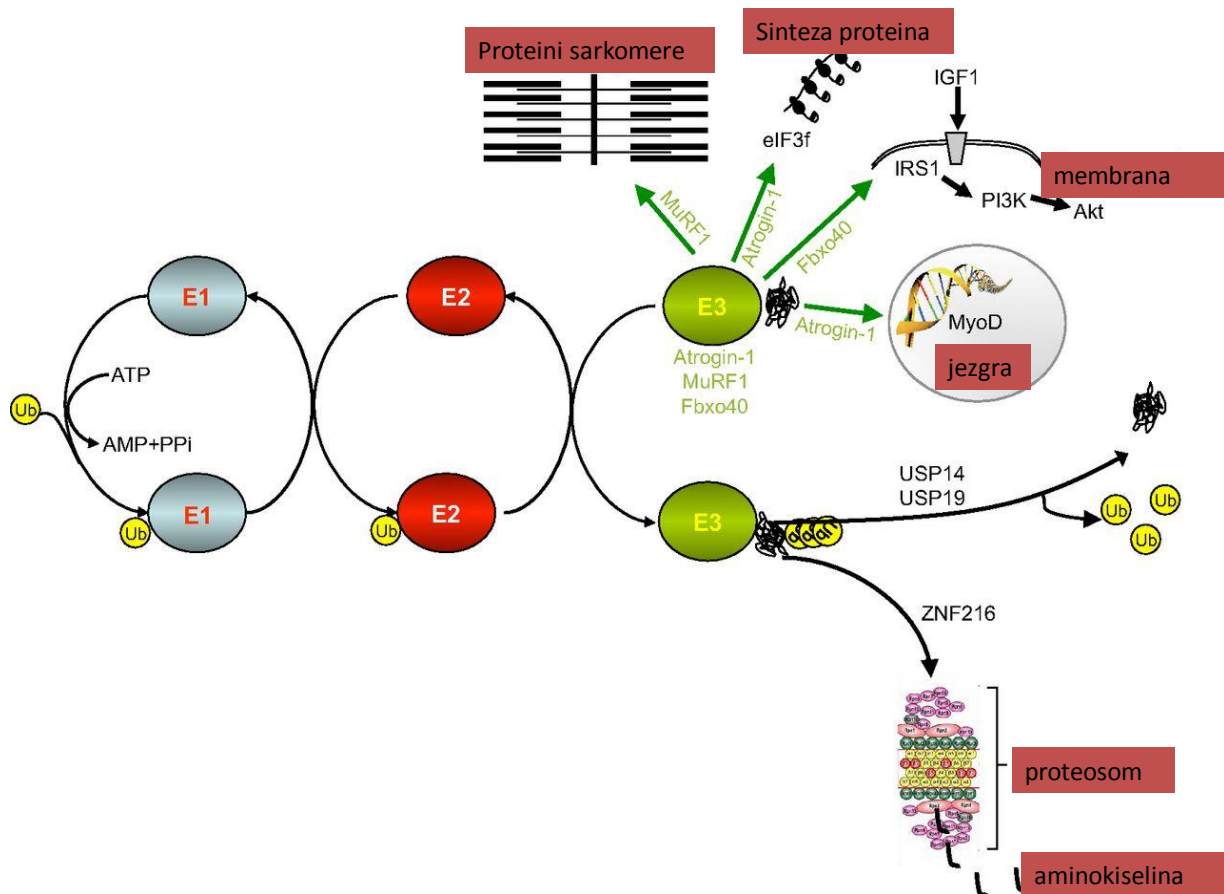 Proteini sarkomere
Sinteza proteina
IGF1
eIF3f
IRS1
membrana
PI3K
Akt
MuRF1
Atrogin-1
Fbxo40
E1
E2
E3
Atrogin-1
MyoD
jezgra
Atrogin-1
MuRF1
Fbxo40
ATP
Ub
AMP+PPi
USP14
USP19
E1
Ub
E2
Ub
E3
Ub
Ub
Ub
ZNF216
proteosom
aminokiselina